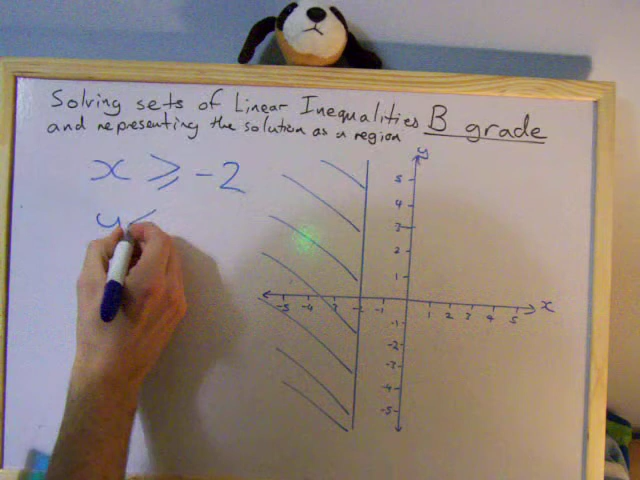 Solving sets of Linear Inequalities B grade
and representing the solution as a region
x ⩾ -2
y <
y
5
4
3
2
1
-5 -4 -3 -2 -1 1 2 3 4 5 x
-1
-2
-3
-4
-5